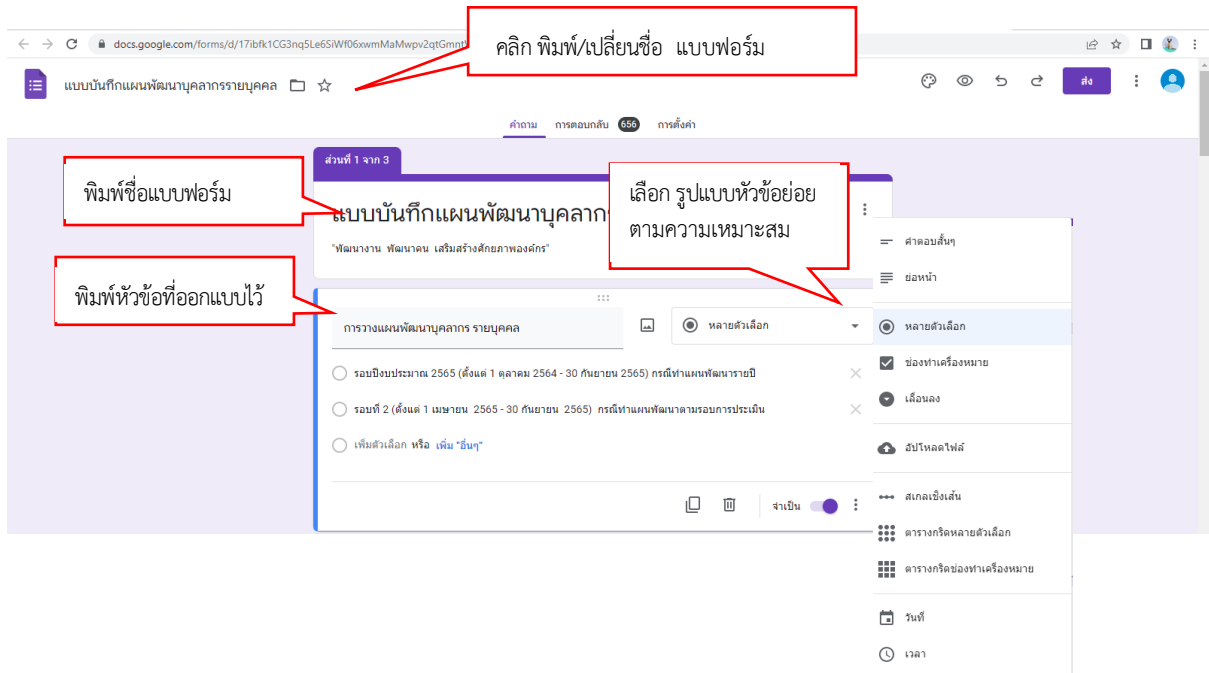 คลิก พิมพ์/เปลี่ยนชื่อ แบบฟอร์ม
docs.google.com/forms/d/17ibfk1CG3nq5Le6SiWf06xwmMaMwpv2qtGmnt
แบบบันทึกแผนพัฒนาบุคลากรรายบุคคล
ส่ง
คำถาม การตอบกลับ 656 การตั้งค่า
ส่วนที่ 1 จาก 3
พิมพ์ชื่อแบบฟอร์ม
เลือก รูปแบบหัวข้อย่อย
ตามความเหมาะสม
แบบบันทึกแผนพัฒนาบุคลาก
"พัฒนางาน พัฒนาคน เสริมสร้างศักยภาพองค์กร"
พิมพ์หัวข้อที่ออกแบบไว้
การวางแผนพัฒนาบุคลากร รายบุคคล
หลายตัวเลือก
รอบปีงบประมาณ 2565 (ตั้งแต่ 1 ตุลาคม 2564 - 30 กันยายน 2565) กรณีทำแผนพัฒนารายปี
รอบที่ 2 (ตั้งแต่ 1 เมษายน 2565 - 30 กันยายน 2565) กรณีทำแผนพัฒนาตามรอบการประเมิน
เพิ่มตัวเลือก หรือ เพิ่ม "อื่นๆ"
จำเป็น
คำตอบสั้นๆ
ย่อหน้า
หลายตัวเลือก
ช่องทำเครื่องหมาย
เลื่อนลง
อัปโหลดไฟล์
สเกลเชิงเส้น
ตารางกริดหลายตัวเลือก
ตารางกริดช่องทำเครื่องหมาย
วันที่
เวลา